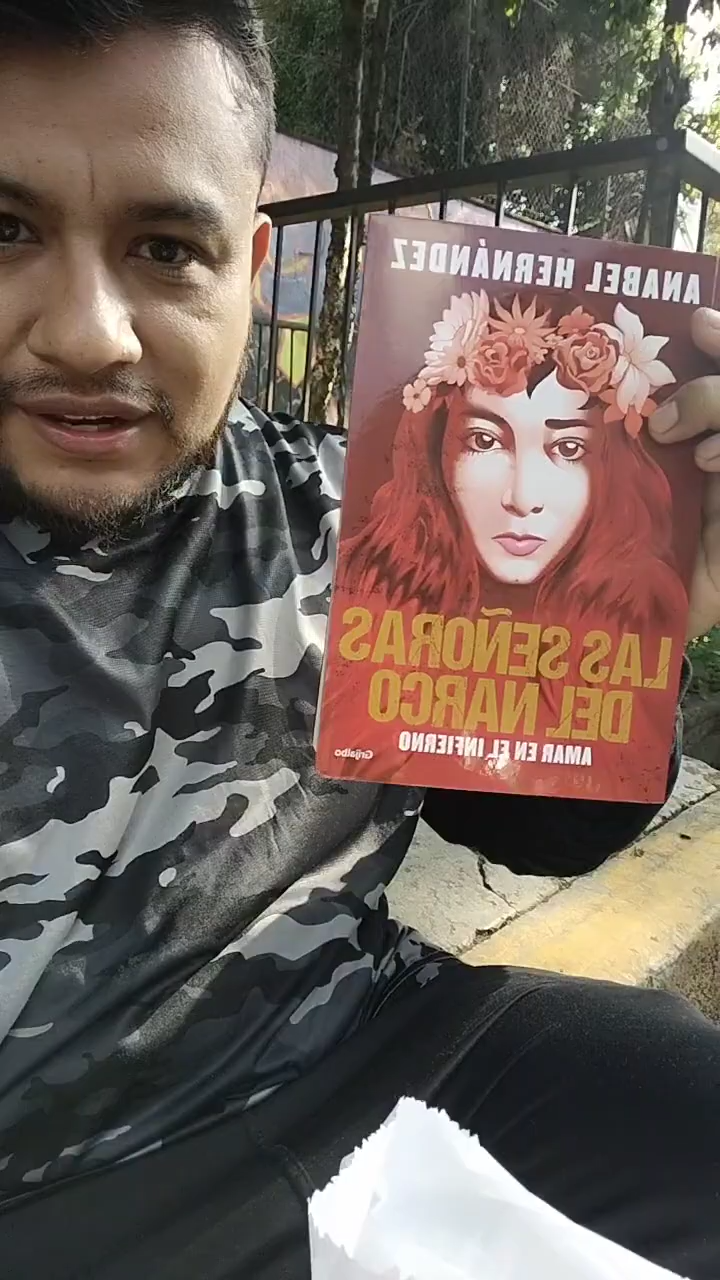 ANABEL HERNÁNDEZ
LAS SEÑORAS
DEL NARCO
AMAR EN EL INFIERNO
Grijalbo